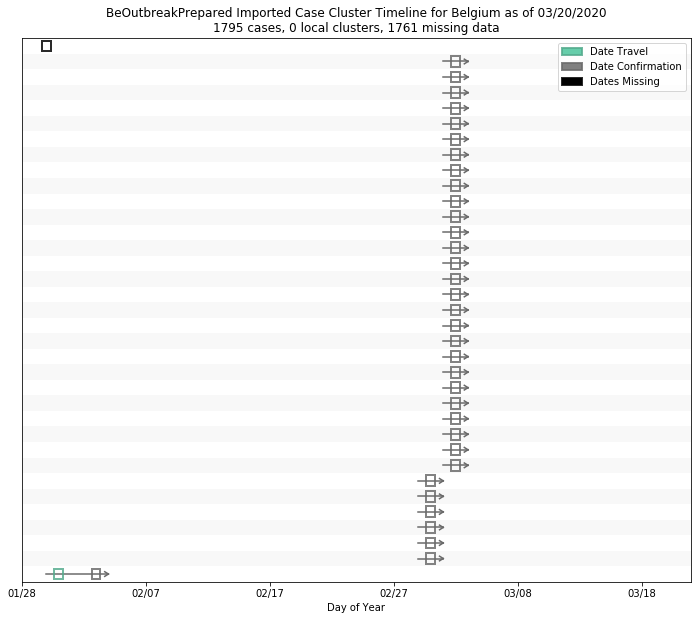 BeOutbreakPrepared Imported Case Cluster Timeline for Belgium as of 03/20/2020
1795 cases, 0 local clusters, 1761 missing data
Date Travel
Date Confirmation
Dates Missing
01/28 02/07 02/17 02/27 03/08 03/18
Day of Year